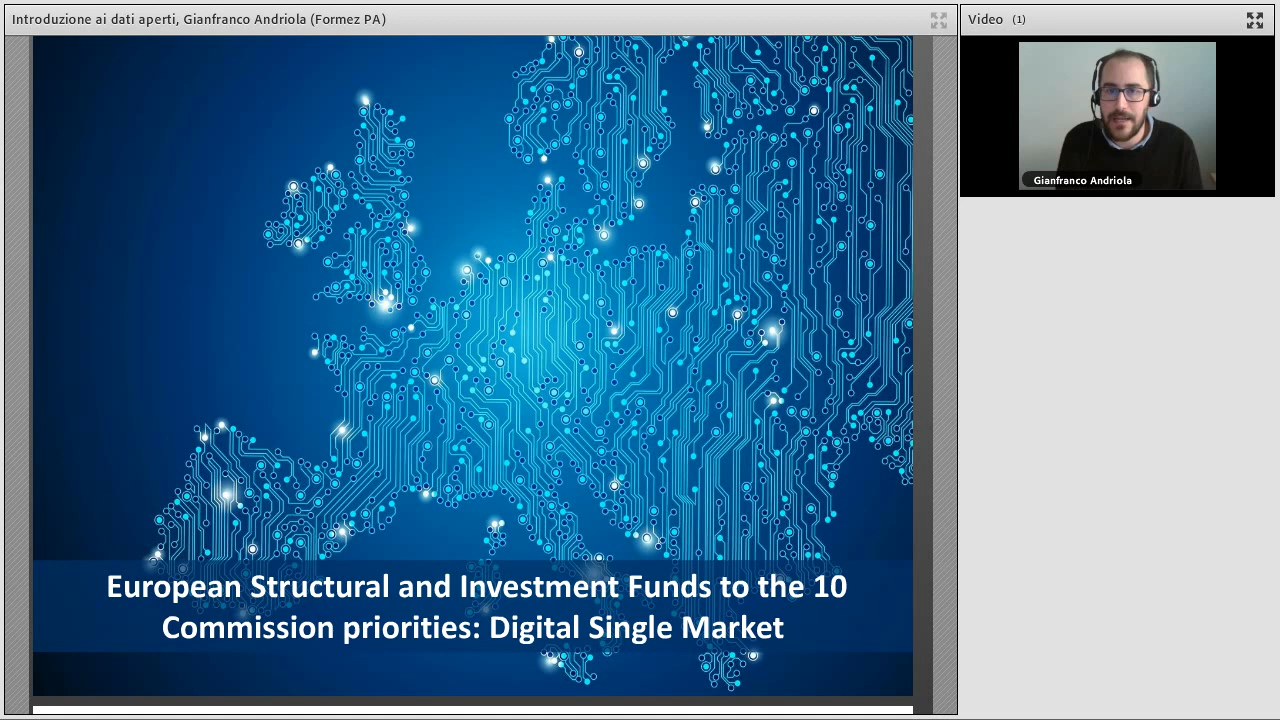 Introduzione ai dati aperti, Gianfranco Andriola (Formez PA)
Video (1)
Gianfranco Andriola
European Structural and Investment Funds to the 10
Commission priorities: Digital Single Market